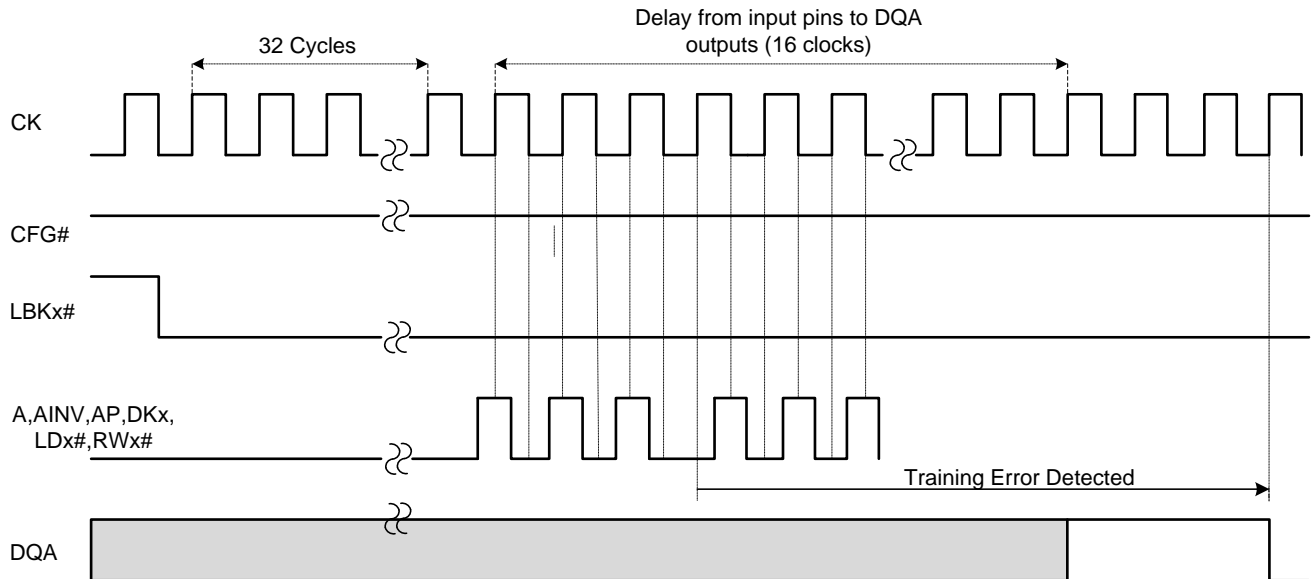 Delay from input pins to DQA
outputs (16 clocks)
32 Cycles
CK
CFG#
LBKx#
A,AINV,AP,DKx,
LDx#,RWx#
Training Error Detected
DQA